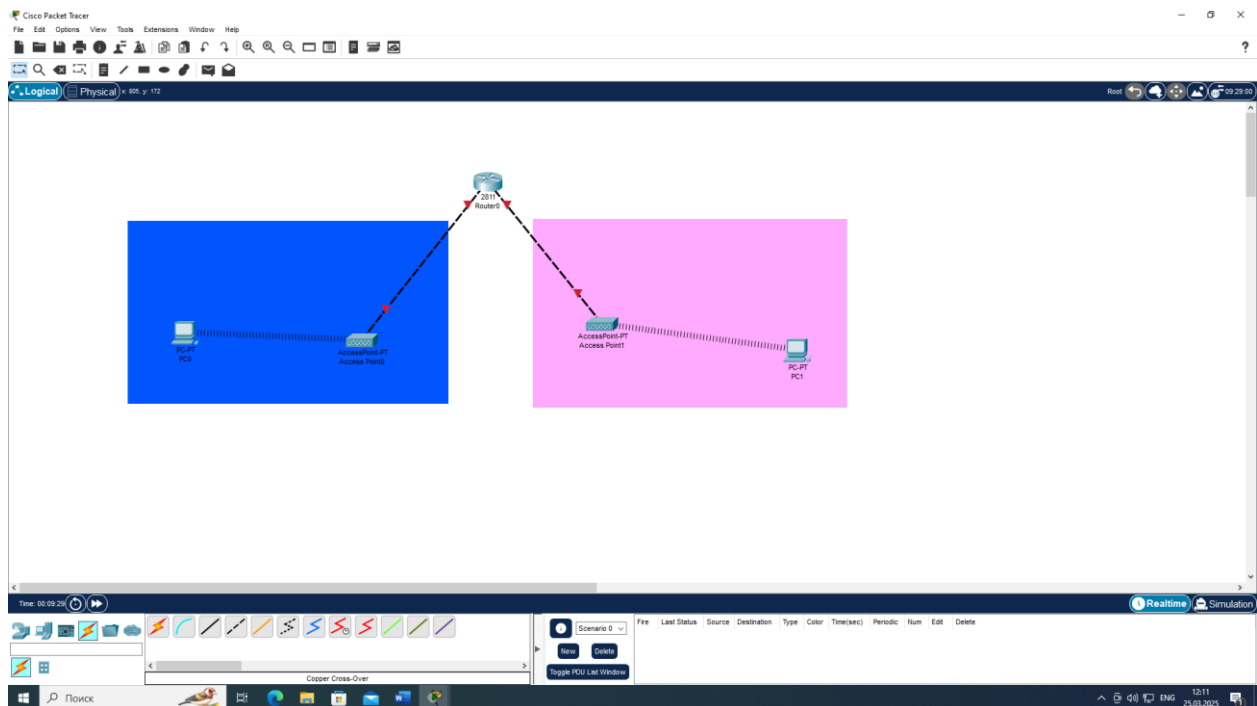 Cisco Packet Tracer
File Edit Options View Tools Extensions Window Help
?
Logical Physical x: 806, y: 172
Root 09:29:00
2811
Router0
PC-PT
PC0
AccessPoint-PT
Access Point0
AccessPoint-PT
Access Point1
PC-PT
PC1
Time: 00:09:29
Realtime Simulation
Scenario 0
New Delete
Toggle PDU List Window
Fire Last Status Source Destination Type Color Time(sec) Periodic Num Edit Delete
Copper Cross-Over
Поиск
ENG
12:11
25.03.2025